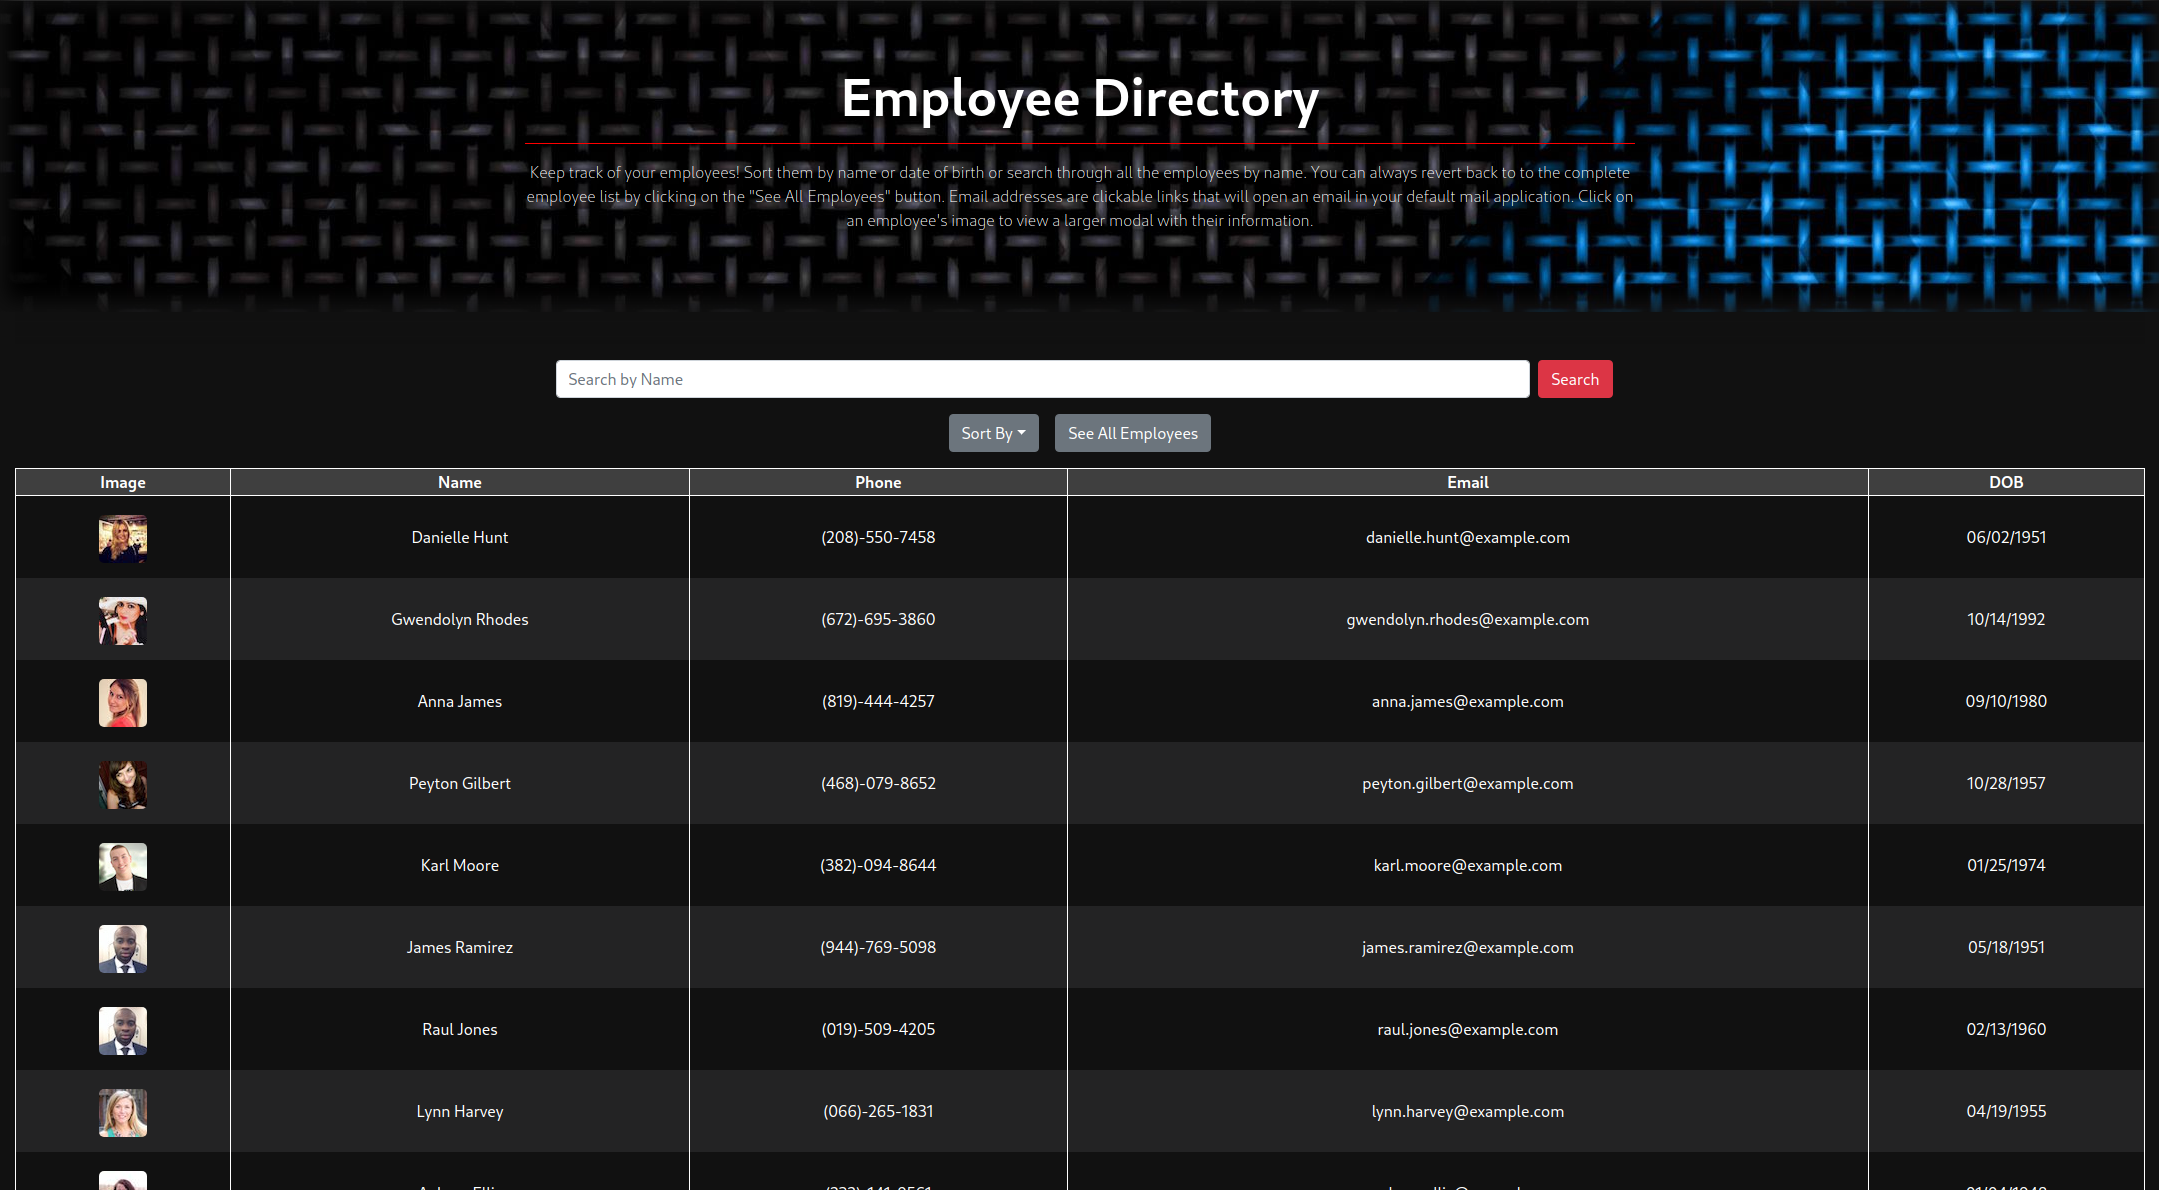 Employee Directory
Keep track of your employees! Sort them by name or date of birth or search through all the employees by name. You can always revert back to to the complete
employee list by clicking on the "See All Employees" button. Email addresses are clickable links that will open an email in your default mail application. Click on
an employee's image to view a larger modal with their information.
Search by Name Search
Sort By See All Employees
Image Name Phone Email DOB
Danielle Hunt (208)-550-7458 danielle.hunt@example.com 06/02/1951
Gwendolyn Rhodes (672)-695-3860 gwendolyn.rhodes@example.com 10/14/1992
Anna James (819)-444-4257 anna.james@example.com 09/10/1980
Peyton Gilbert (468)-079-8652 peyton.gilbert@example.com 10/28/1957
Karl Moore (382)-094-8644 karl.moore@example.com 01/25/1974
James Ramirez (944)-769-5098 james.ramirez@example.com 05/18/1951
Raul Jones (019)-509-4205 raul.jones@example.com 02/13/1960
Lynn Harvey (066)-265-1831 lynn.harvey@example.com 04/19/1955